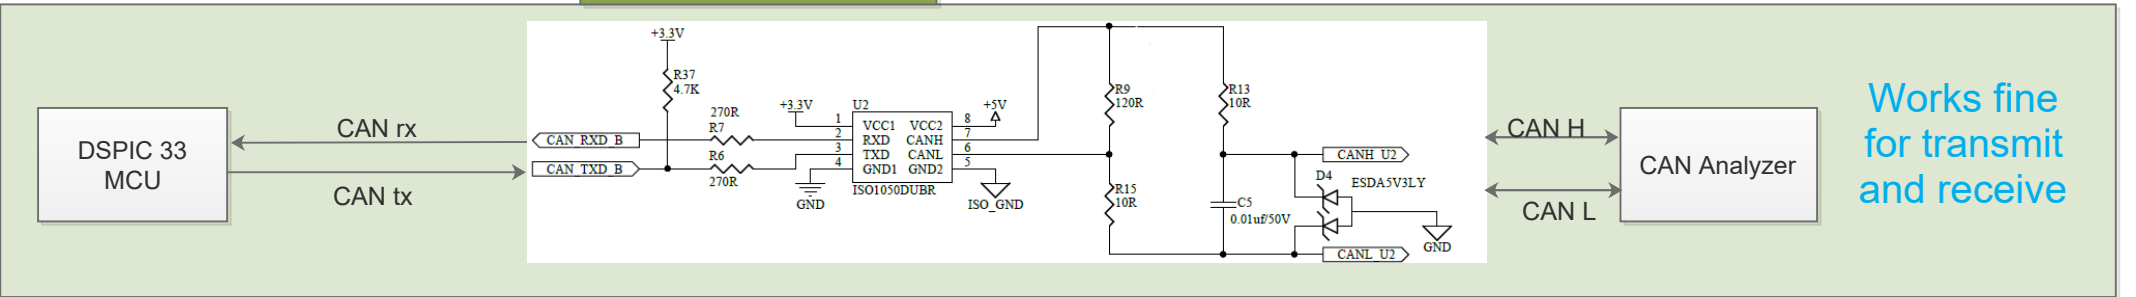 DSPIC 33
MCU
CAN rx
CAN tx
+3.3V
R37
4.7K
270R
R7
R6
270R
CAN_RXD_B
CAN_TXD_B
+3.3V
U2
1
2
3
4
VCC1
RXD
TXD
GND1
VCC2
CANH
CANL
GND2
8
7
6
5
ISO1050DUBR
GND
+5V
ISO_GND
R9
120R
R13
10R
R15
10R
C5
0.01uf/50V
CANH_U2
D4
ESDA5V3LY
GND
CANL_U2
CAN H
CAN L
CAN Analyzer
Works fine
for transmit
and receive